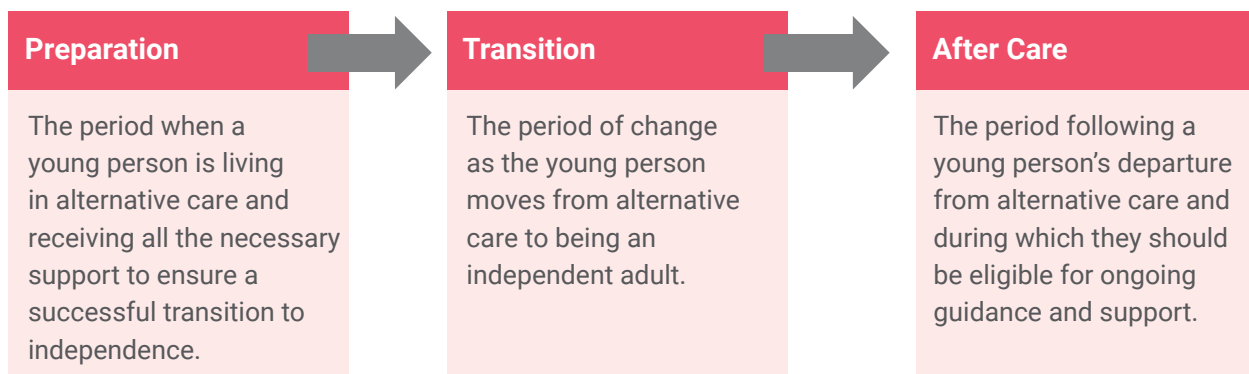 Preparation
The period when a
young person is living
in alternative care and
receiving all the necessary
support to ensure a
successful transition to
independence.
Transition
The period of change
as the young person
moves from alternative
care to being an
independent adult.
After Care
The period following a
young person’s departure
from alternative care and
during which they should
be eligible for ongoing
guidance and support.